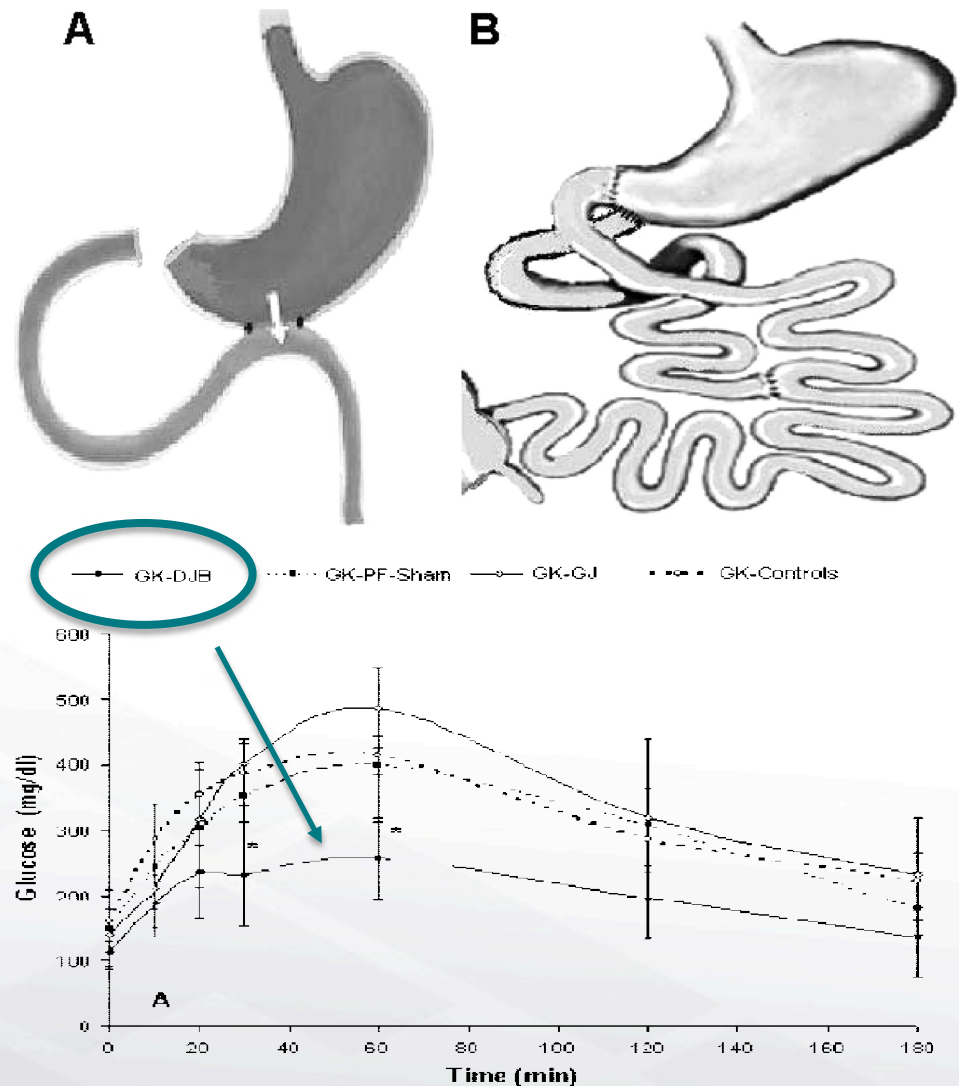 A B
GK-DJB GK-PF-Sham GK-GJ GK-Controls
600
500
400
300
200
100
0
Glucose (mg/dl)
*
*
A
0 20 40 60 80 100 120 140 160 180
Time (min)